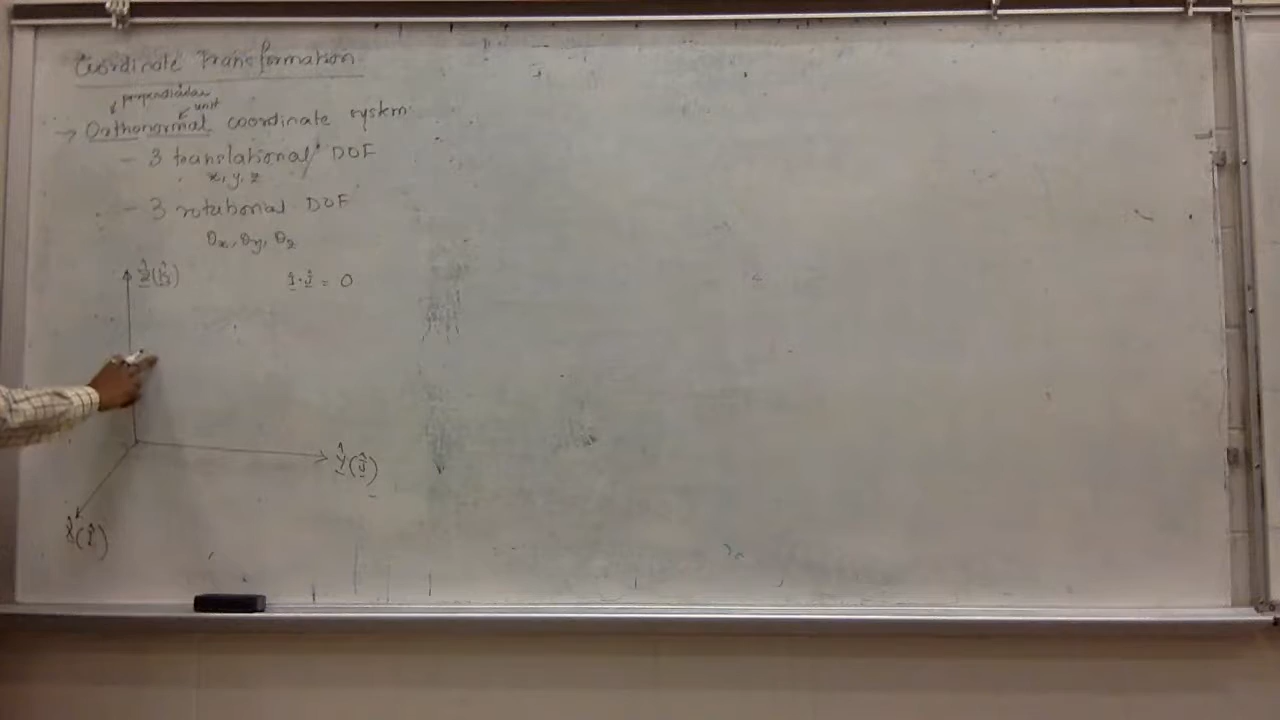 Coordinate Transformation
perpendicular
unit
→ Orthonormal coordinate system
- 3 translational DOF
x, y, z
- 3 rotational DOF
θx, θy, θz
Ẑ(k̂) î·ĵ = 0
ŷ(ĵ)
x̂(î)